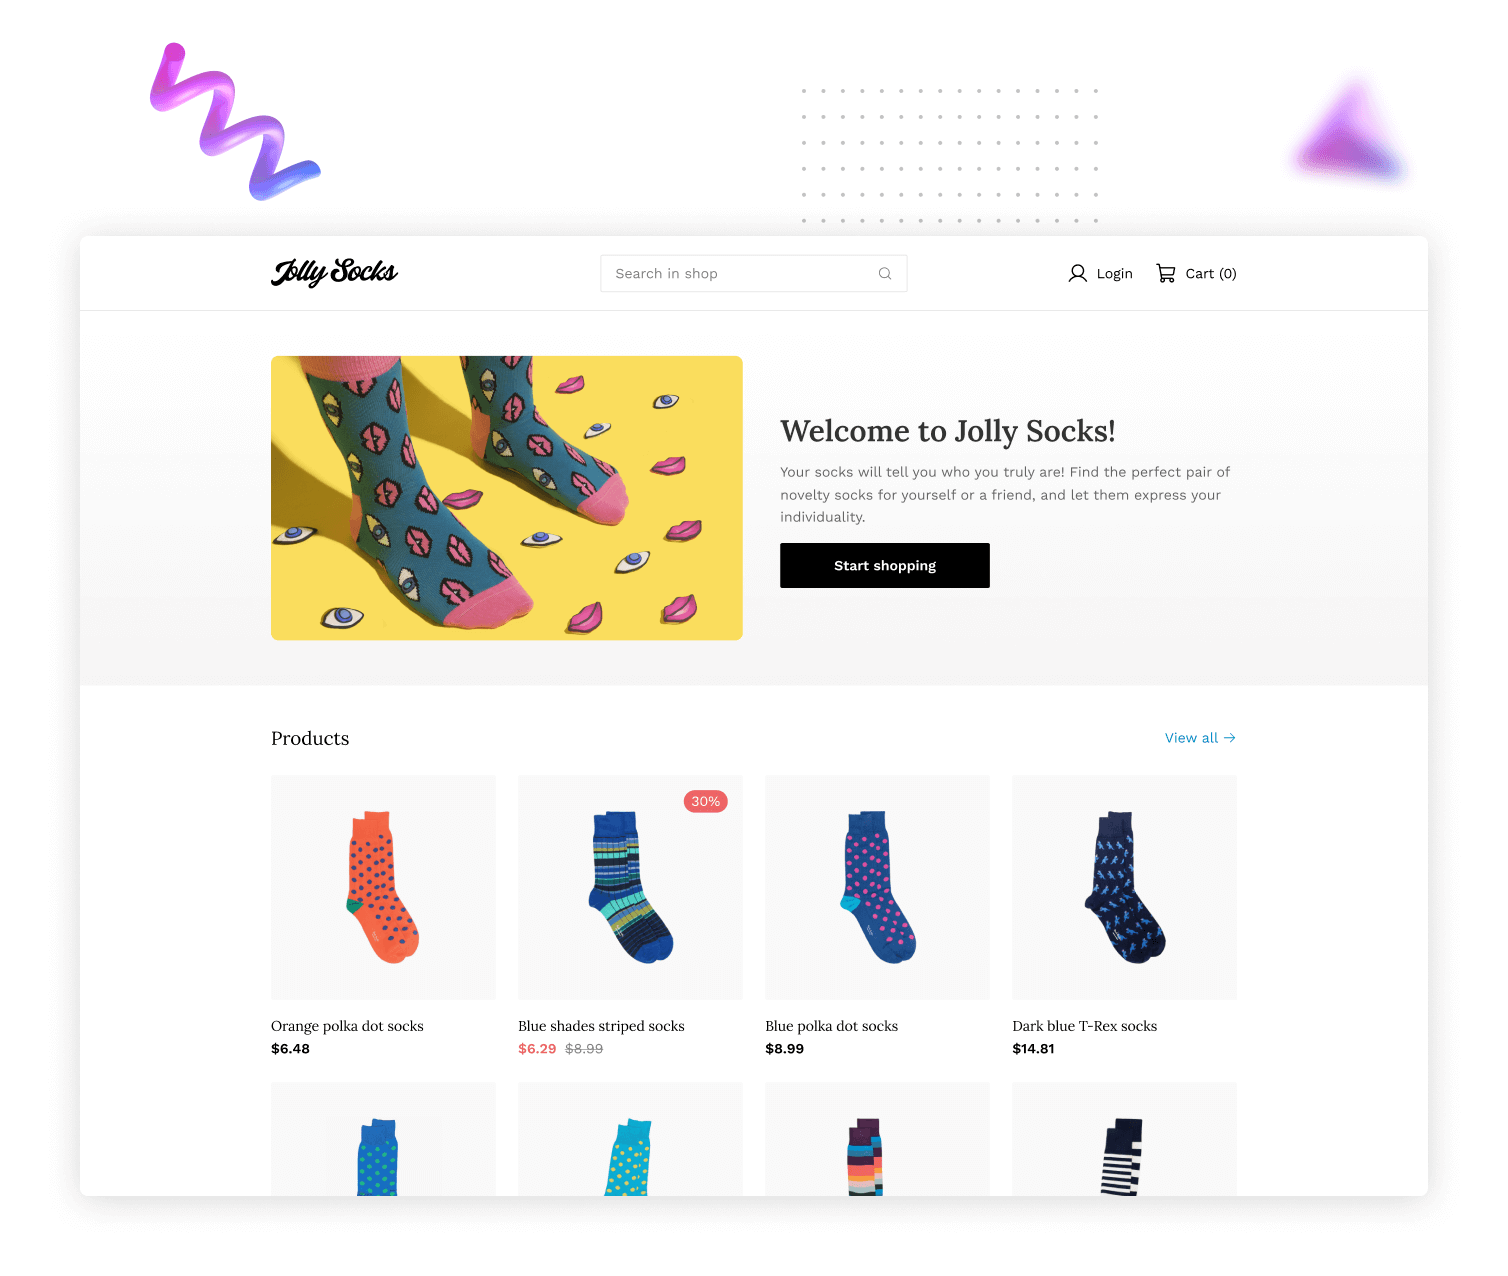 Jolly Socks
Search in shop
Login
Cart (0)
Welcome to Jolly Socks!
Your socks will tell you who you truly are! Find the perfect pair of
novelty socks for yourself or a friend, and let them express your
individuality.
Start shopping
Products
View all →
30%
Orange polka dot socks
$6.48
Blue shades striped socks
$6.29 $8.99
Blue polka dot socks
$8.99
Dark blue T-Rex socks
$14.81